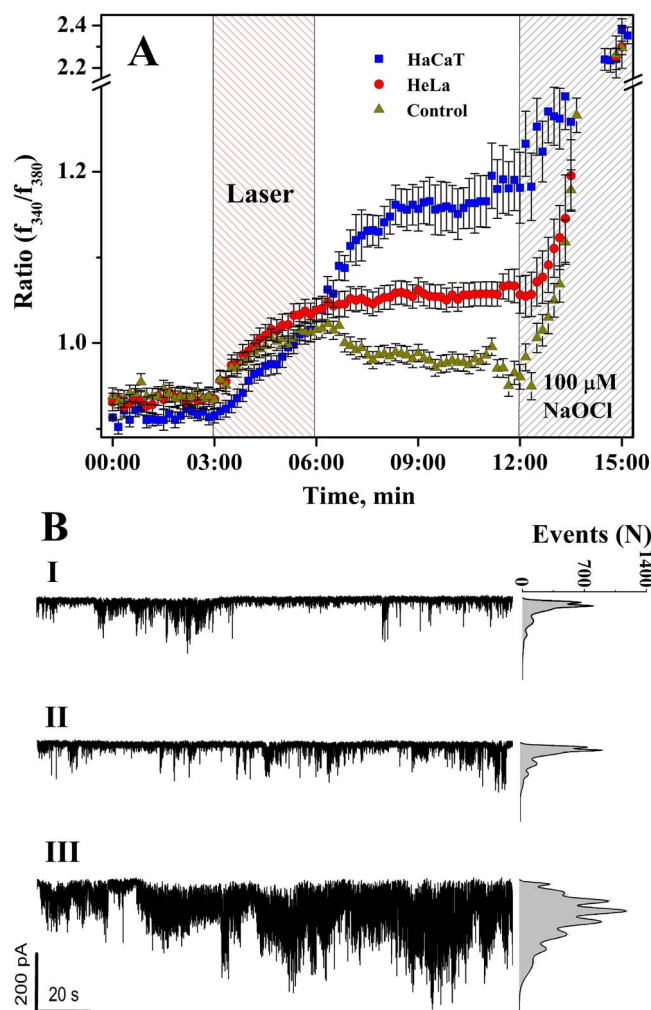 2.4
A
2.2
HaCaT
HeLa
Control
1.2
Laser
Ratio (f340/f380)
1.0
100 μM
NaOCl
00:00 03:00 06:00 09:00 12:00 15:00
Time, min
B
Events (N)
0 700 1400
I
II
III
200 pA
20 s